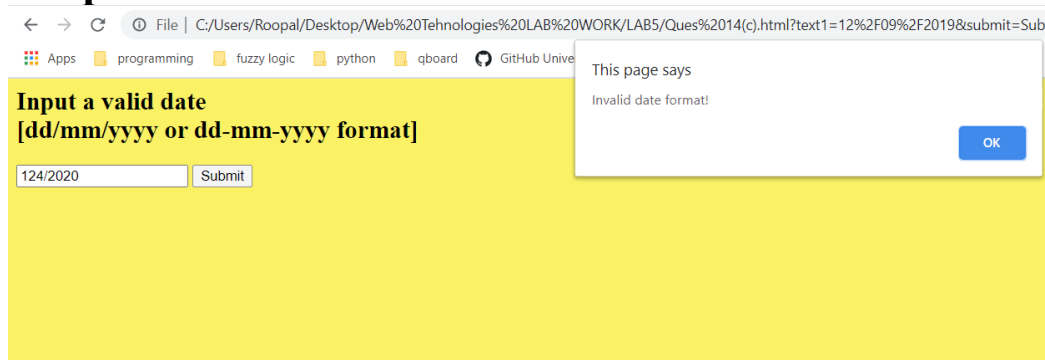 File | C:/Users/Roopal/Desktop/Web%20Tehnologies%20LAB%20WORK/LAB5/Ques%2014(c).html?text1=12%2F09%2F2019&submit=Sub
Apps programming fuzzy logic python qboard GitHub Unive
This page says
Invalid date format!
OK
Input a valid date
[dd/mm/yyyy or dd-mm-yyyy format]
124/2020 Submit